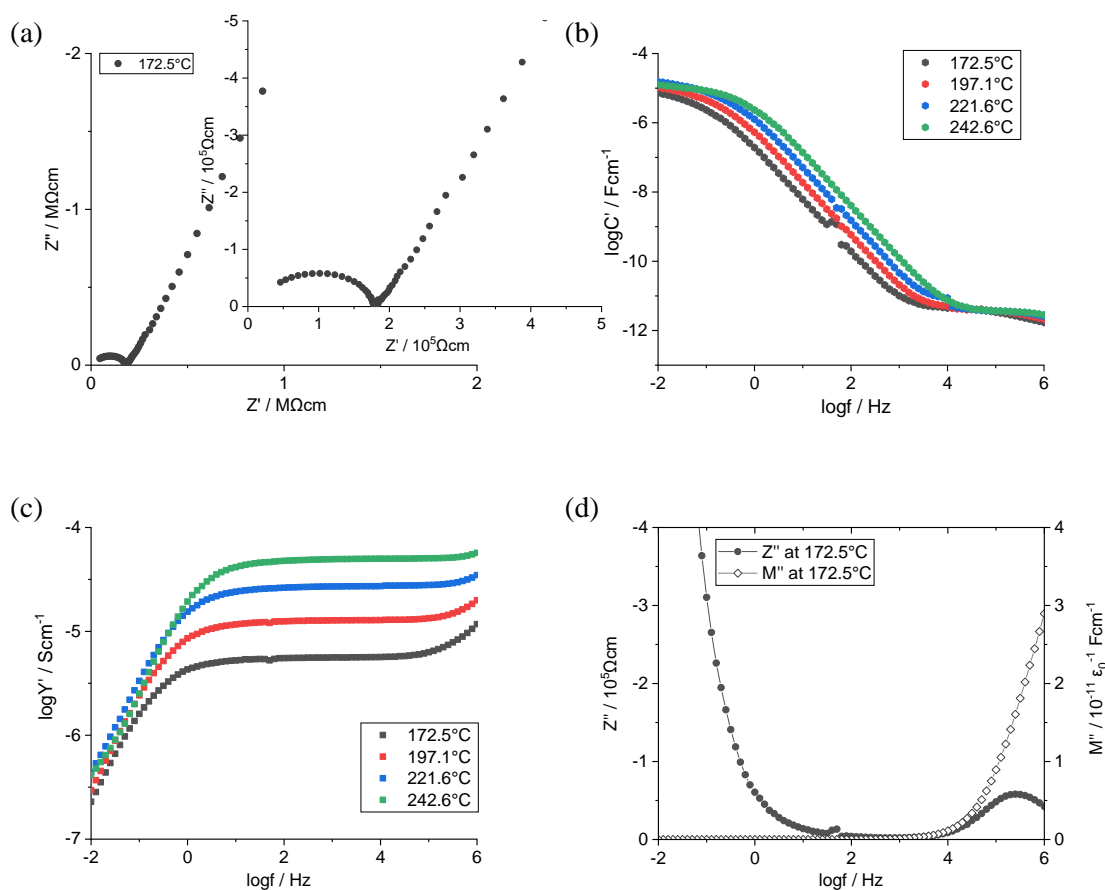 (a)
-2
-1
0
Z'' / MΩcm
172.5°C
0
1
2
Z' / MΩcm
-5
-4
-3
-2
-1
0
Z'' / 10⁵Ωcm
0
1
2
3
4
5
Z' / 10⁵Ωcm
(b)
-4
-6
-8
-10
-12
logC' / Fcm⁻¹
172.5°C
197.1°C
221.6°C
242.6°C
-2
0
2
4
6
logf / Hz
(c)
-4
-5
-6
-7
logY' / Scm⁻¹
172.5°C
197.1°C
221.6°C
242.6°C
-2
0
2
4
6
logf / Hz
(d)
-4
-3
-2
-1
0
Z'' / 10⁵Ωcm
Z'' at 172.5°C
M'' at 172.5°C
4
3
2
1
0
M'' / 10⁻¹¹ ε₀⁻¹ Fcm⁻¹
-2
0
2
4
6
logf / Hz